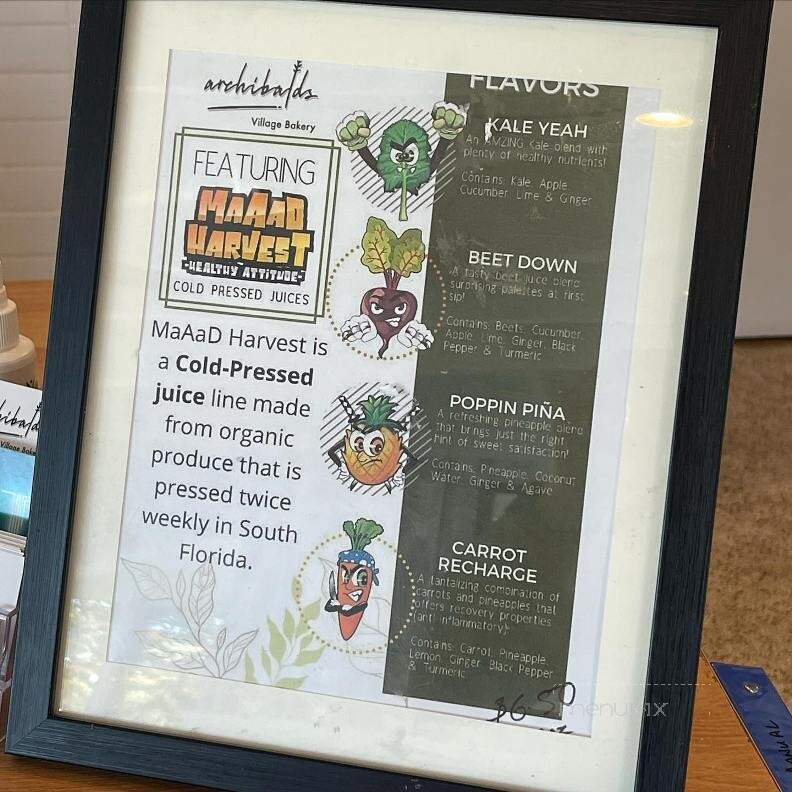 archibalds
Village Bakery
FEATURING
MAAAD
HARVEST
-HEALTHY ATTITUDE-
COLD PRESSED JUICES
MaAaD Harvest is
a Cold-Pressed
juice line made
from organic
produce that is
pressed twice
weekly in South
Florida.
FLAVORS
KALE YEAH
An AMZING Kale blend with
plenty of healthy nutrients!
Contains: Kale, Apple
Cucumber, Lime & Ginger
BEET DOWN
A tasty beet juice blend
surprising palettes at first
sip!
Contains: Beets, Cucumber,
Apple, Lime, Ginger, Black
Pepper & Turmeric
POPPIN PIÑA
A refreshing pineapple blend
that brings just the right
hint of sweet satisfaction!
Contains: Pineapple, Coconut
Water, Ginger & Agave
CARROT
RECHARGE
A tantalizing combination of
carrots and pineapples that
offers recovery properties
(anti inflammatory)!
Contains: Carrot, Pineapple,
Lemon, Ginger, Black Pepper
& Turmeric
$6.50
menupix
Village Bake